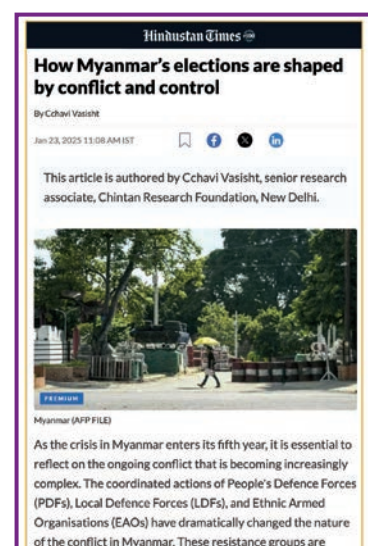 Hindustan Times
How Myanmar's elections are shaped
by conflict and control
By Cchavi Vasisht
Jan 23, 2025 11:08 AM IST
This article is authored by Cchavi Vasisht, senior research
associate, Chintan Research Foundation, New Delhi.
PREMIUM
Myanmar (AFP FILE)
As the crisis in Myanmar enters its fifth year, it is essential to
reflect on the ongoing conflict that is becoming increasingly
complex. The coordinated actions of People's Defence Forces
(PDFs), Local Defence Forces (LDFs), and Ethnic Armed
Organisations (EAOs) have dramatically changed the nature
of the conflict in Myanmar. These resistance groups are